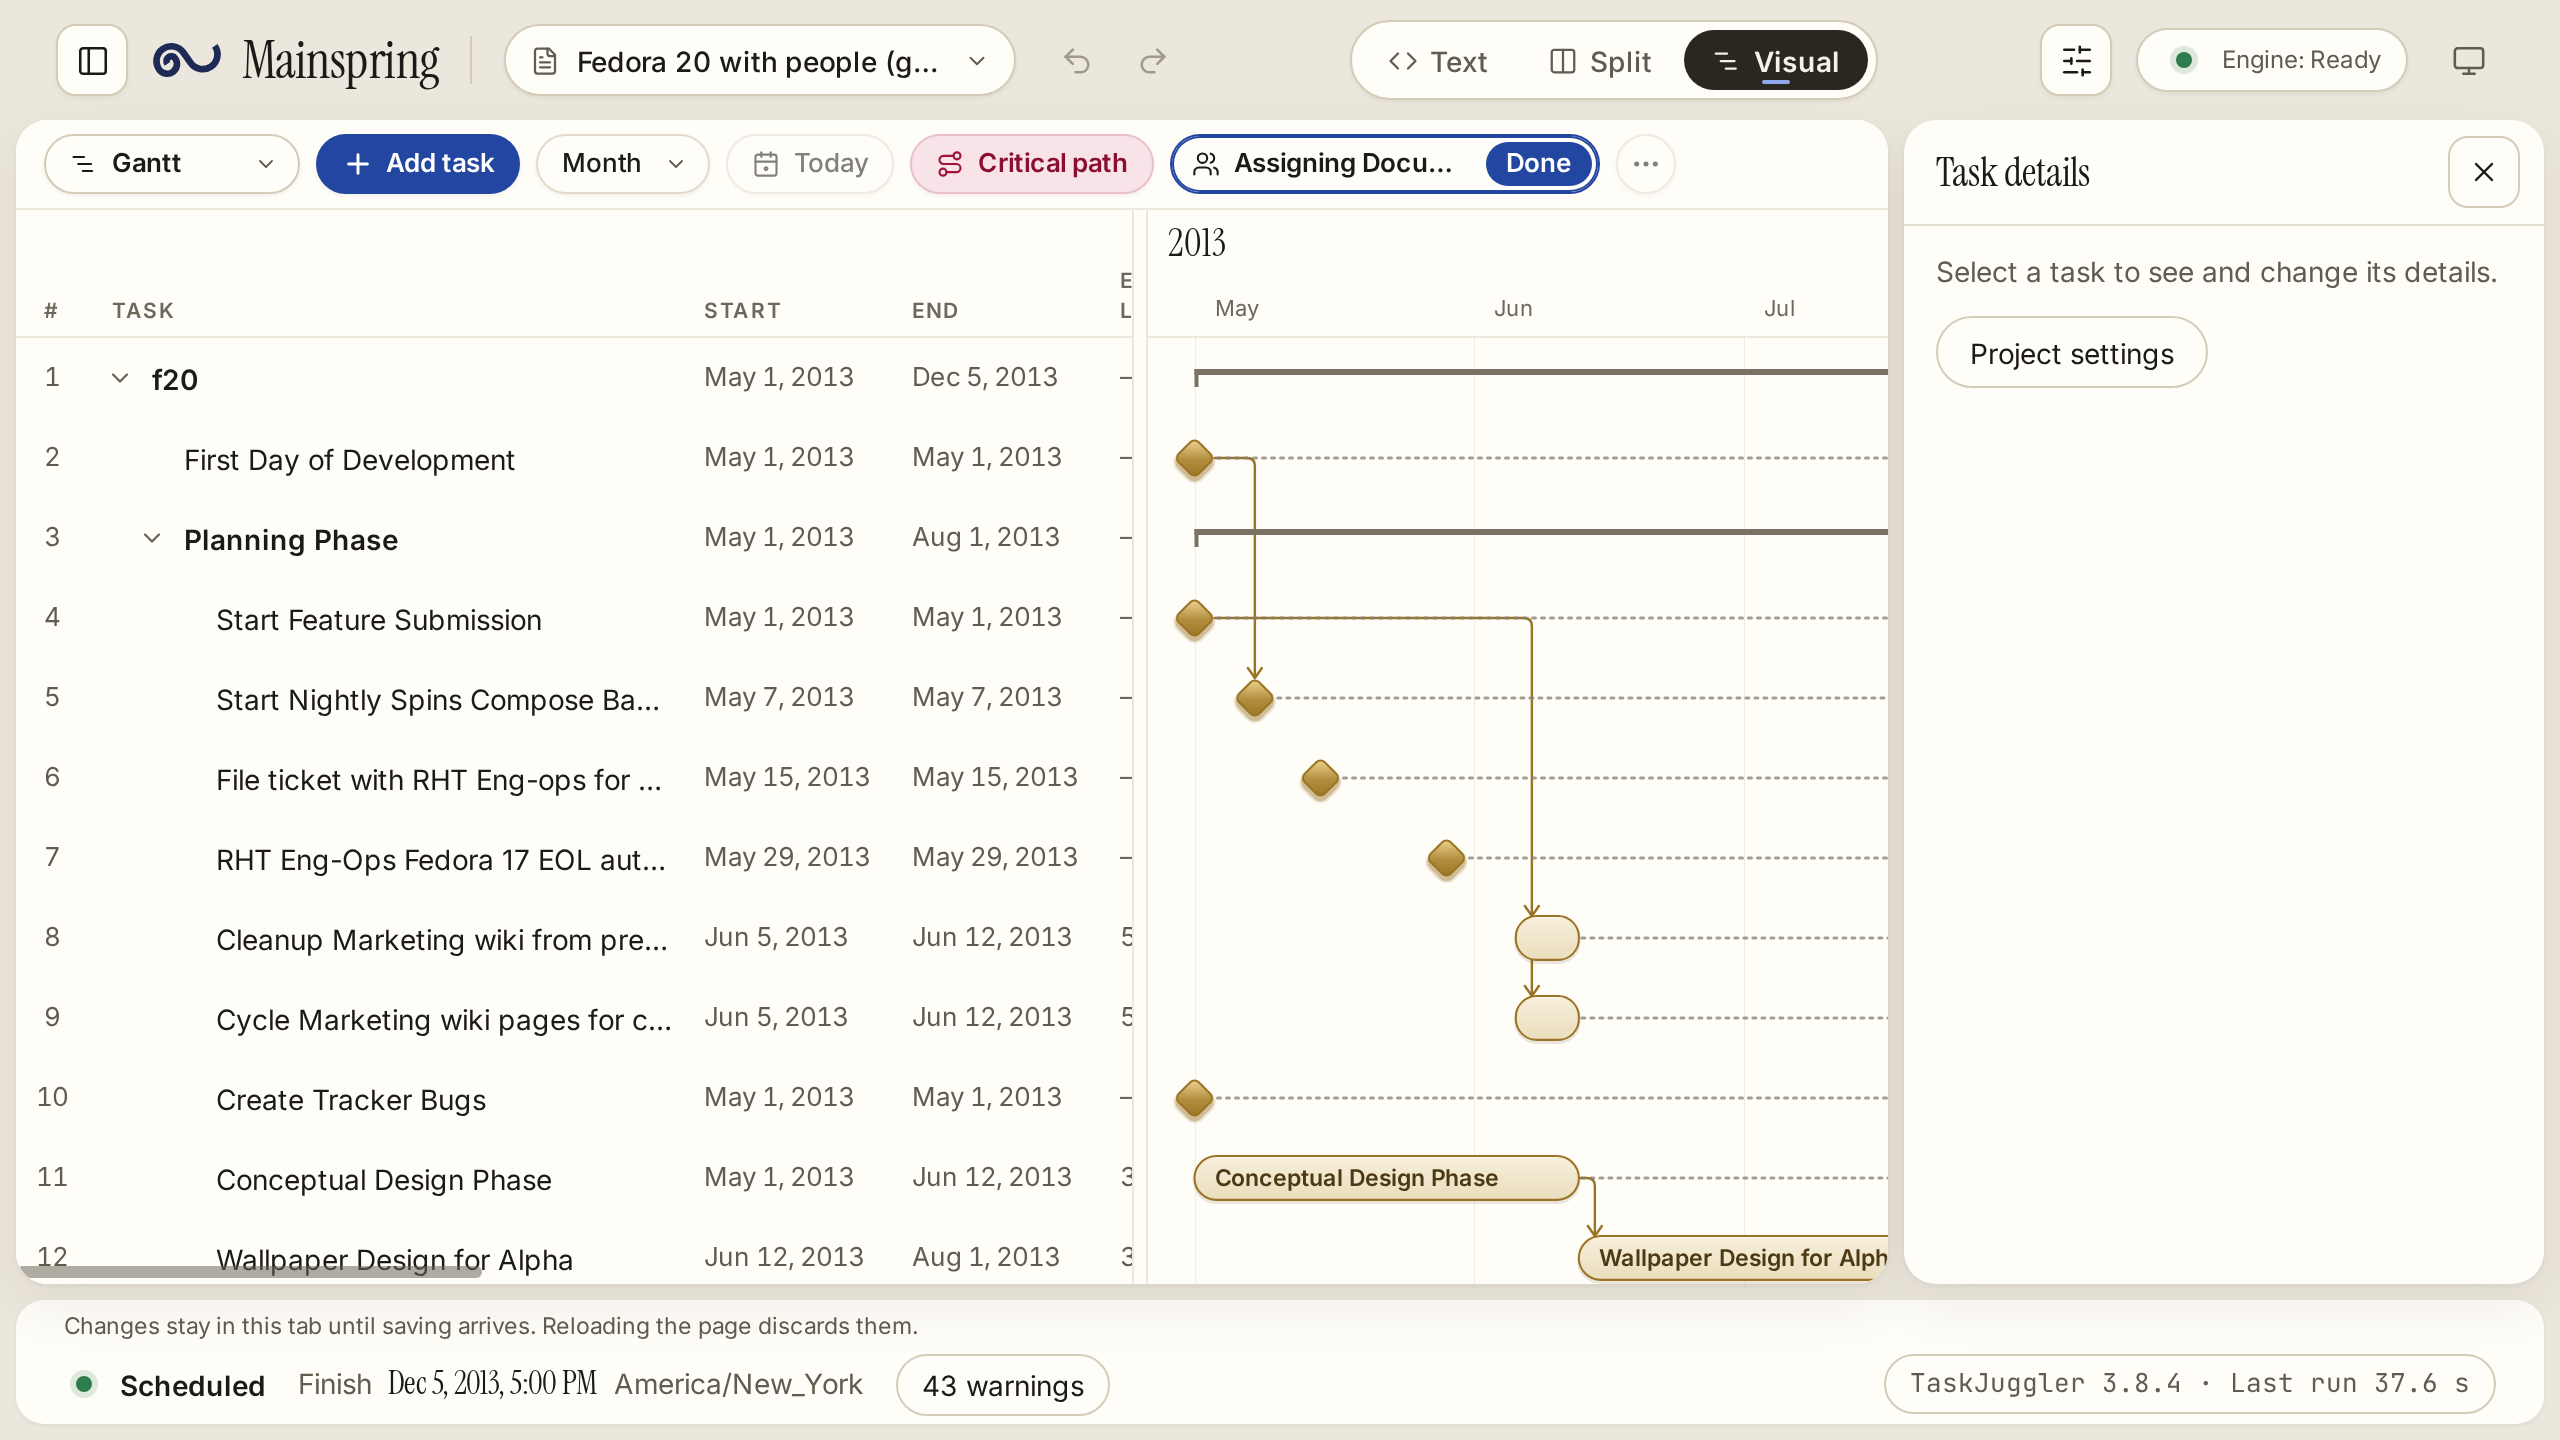 Mainspring
Fedora 20 with people (g...
Text
Split
Visual
Engine: Ready
Gantt
Add task
Month
Today
Critical path
Assigning Docu...
Done
Task details
Select a task to see and change its details.
Project settings
2013
May Jun Jul
# TASK START END E
L
1 f20 May 1, 2013 Dec 5, 2013 –
2 First Day of Development May 1, 2013 May 1, 2013 –
3 Planning Phase May 1, 2013 Aug 1, 2013 –
4 Start Feature Submission May 1, 2013 May 1, 2013 –
5 Start Nightly Spins Compose Ba... May 7, 2013 May 7, 2013 –
6 File ticket with RHT Eng-ops for ... May 15, 2013 May 15, 2013 –
7 RHT Eng-Ops Fedora 17 EOL aut... May 29, 2013 May 29, 2013 –
8 Cleanup Marketing wiki from pre... Jun 5, 2013 Jun 12, 2013 5
9 Cycle Marketing wiki pages for c... Jun 5, 2013 Jun 12, 2013 5
10 Create Tracker Bugs May 1, 2013 May 1, 2013 –
11 Conceptual Design Phase May 1, 2013 Jun 12, 2013 3 Conceptual Design Phase
12 Wallpaper Design for Alpha Jun 12, 2013 Aug 1, 2013 3 Wallpaper Design for Alph
Changes stay in this tab until saving arrives. Reloading the page discards them.
Scheduled Finish Dec 5, 2013, 5:00 PM America/New_York 43 warnings
TaskJuggler 3.8.4 · Last run 37.6 s